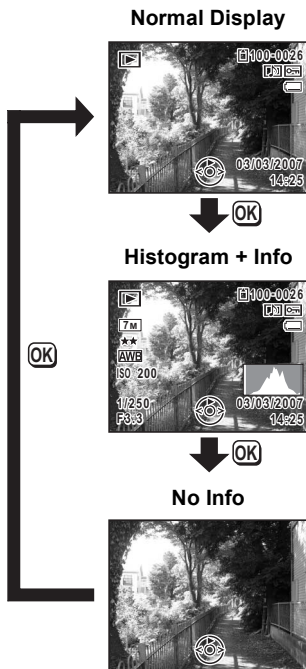 Normal Display
100-0026
03/03/2007
14:25
OK
Histogram + Info
100-0026
7M
AWB
ISO 200
1/250
F3.3
03/03/2007
14:25
OK
OK
No Info